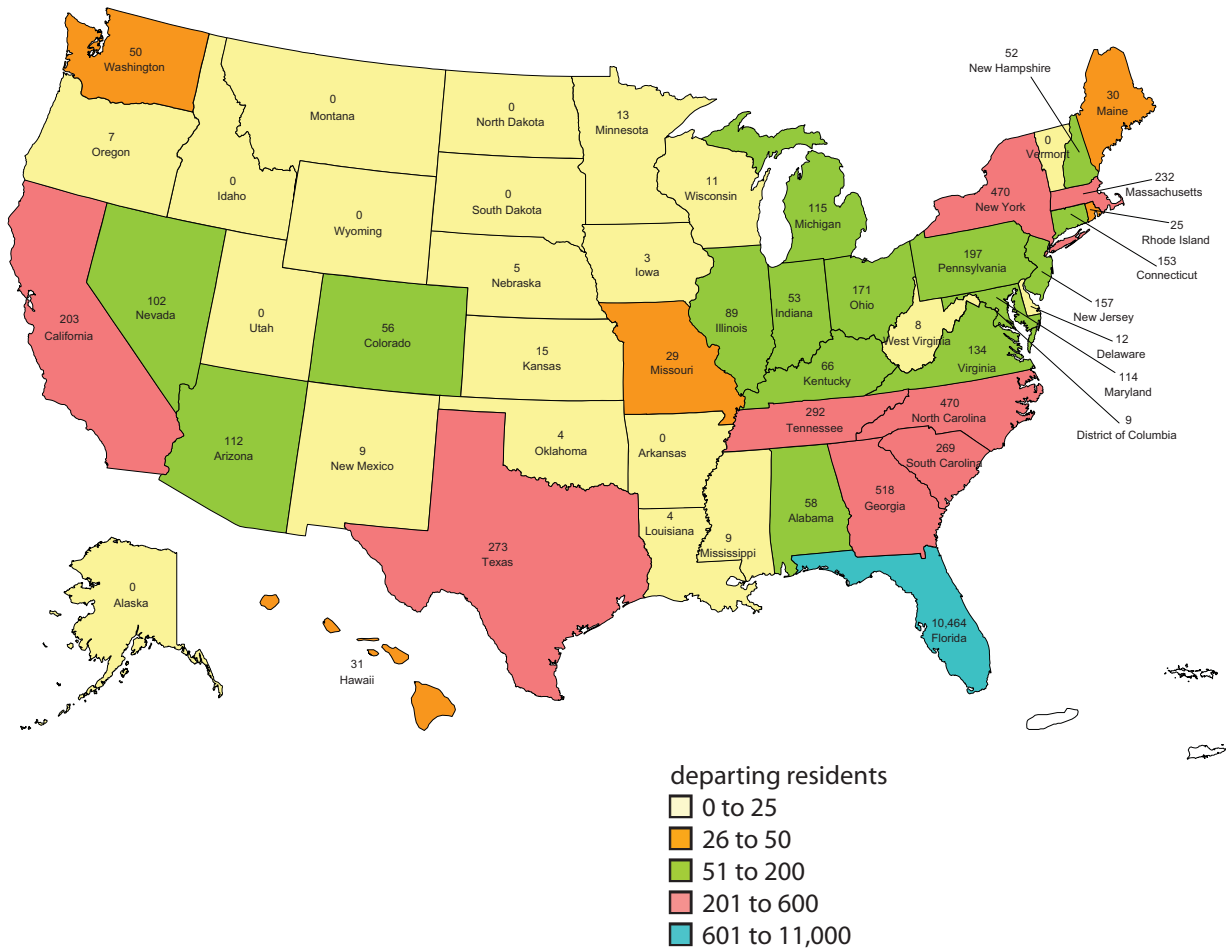 50
Washington
0
Montana
0
North Dakota
13
Minnesota
52
New Hampshire
30
Maine
7
Oregon
0
Idaho
0
Wyoming
0
South Dakota
11
Wisconsin
115
Michigan
470
New York
0
Vermont
232
Massachusetts
25
Rhode Island
153
Connecticut
5
Nebraska
3
Iowa
203
California
102
Nevada
0
Utah
56
Colorado
15
Kansas
29
Missouri
89
Illinois
53
Indiana
171
Ohio
197
Pennsylvania
157
New Jersey
12
Delaware
114
Maryland
9
District of Columbia
8
West Virginia
134
Virginia
66
Kentucky
292
Tennessee
470
North Carolina
269
South Carolina
112
Arizona
9
New Mexico
4
Oklahoma
0
Arkansas
4
Louisiana
9
Mississippi
58
Alabama
518
Georgia
273
Texas
10,464
Florida
0
Alaska
31
Hawaii
departing residents
0 to 25
26 to 50
51 to 200
201 to 600
601 to 11,000